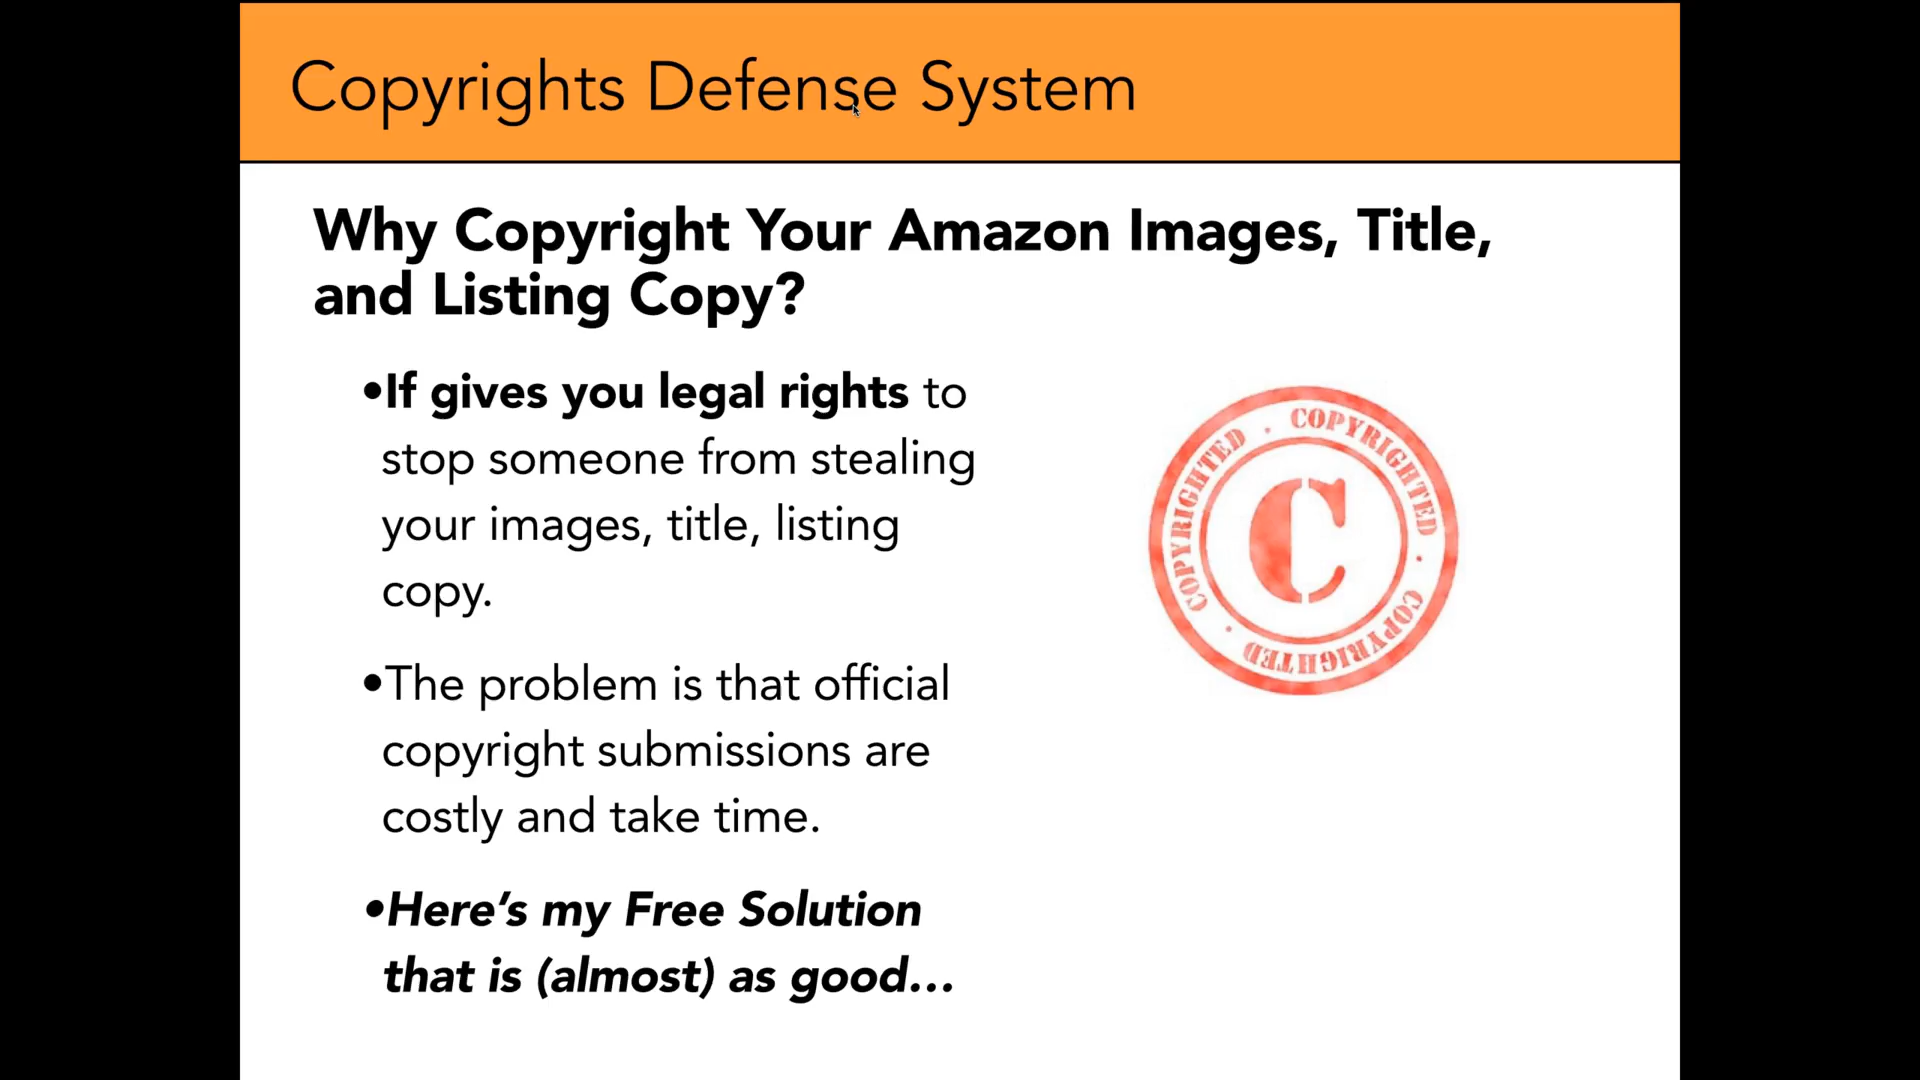 Copyrights Defense System
Why Copyright Your Amazon Images, Title,
and Listing Copy?
•If gives you legal rights to
stop someone from stealing
your images, title, listing
copy.
•The problem is that official
copyright submissions are
costly and take time.
•Here’s my Free Solution
that is (almost) as good...
COPYRIGHTED · COPYRIGHTED · COPYRIGHTED ·
C